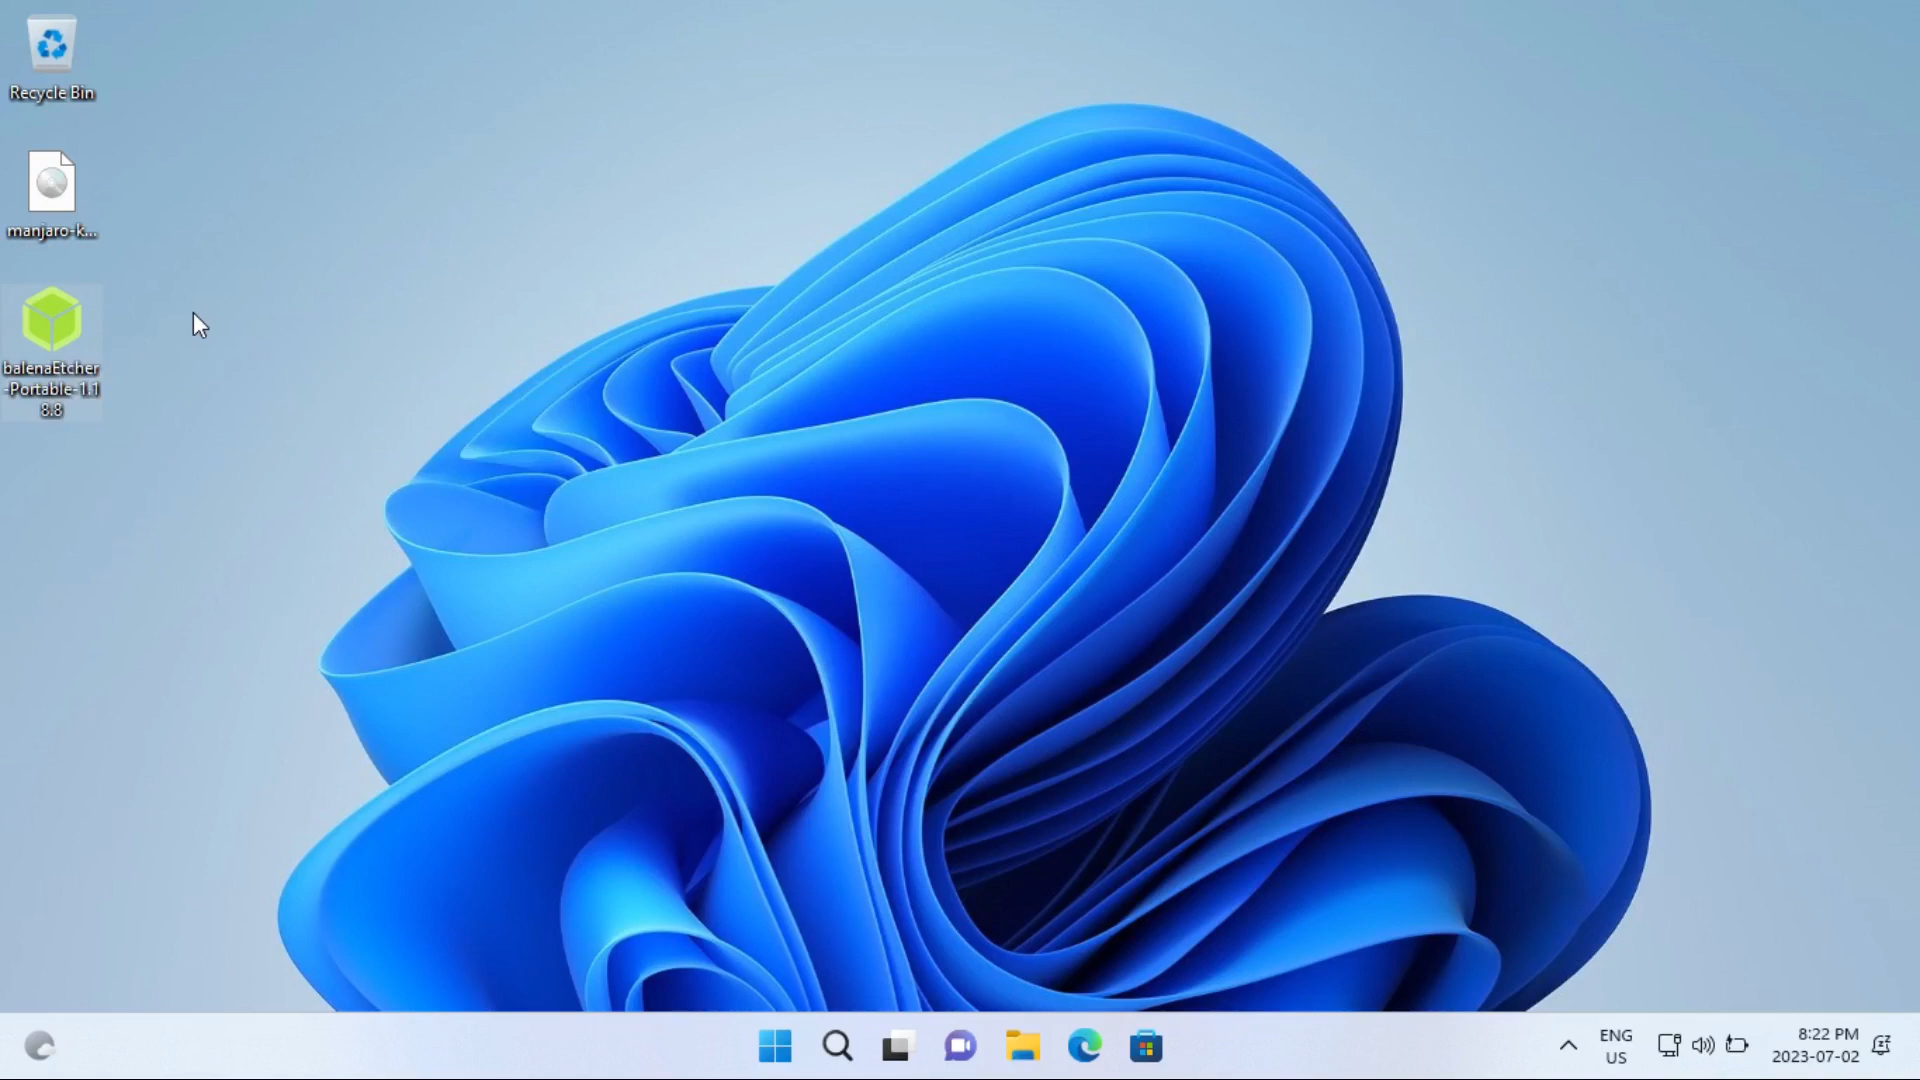 Recycle Bin
manjaro-k...
balenaEtcher
-Portable-1.1
8.8
ENG
US
8:22 PM
2023-07-02